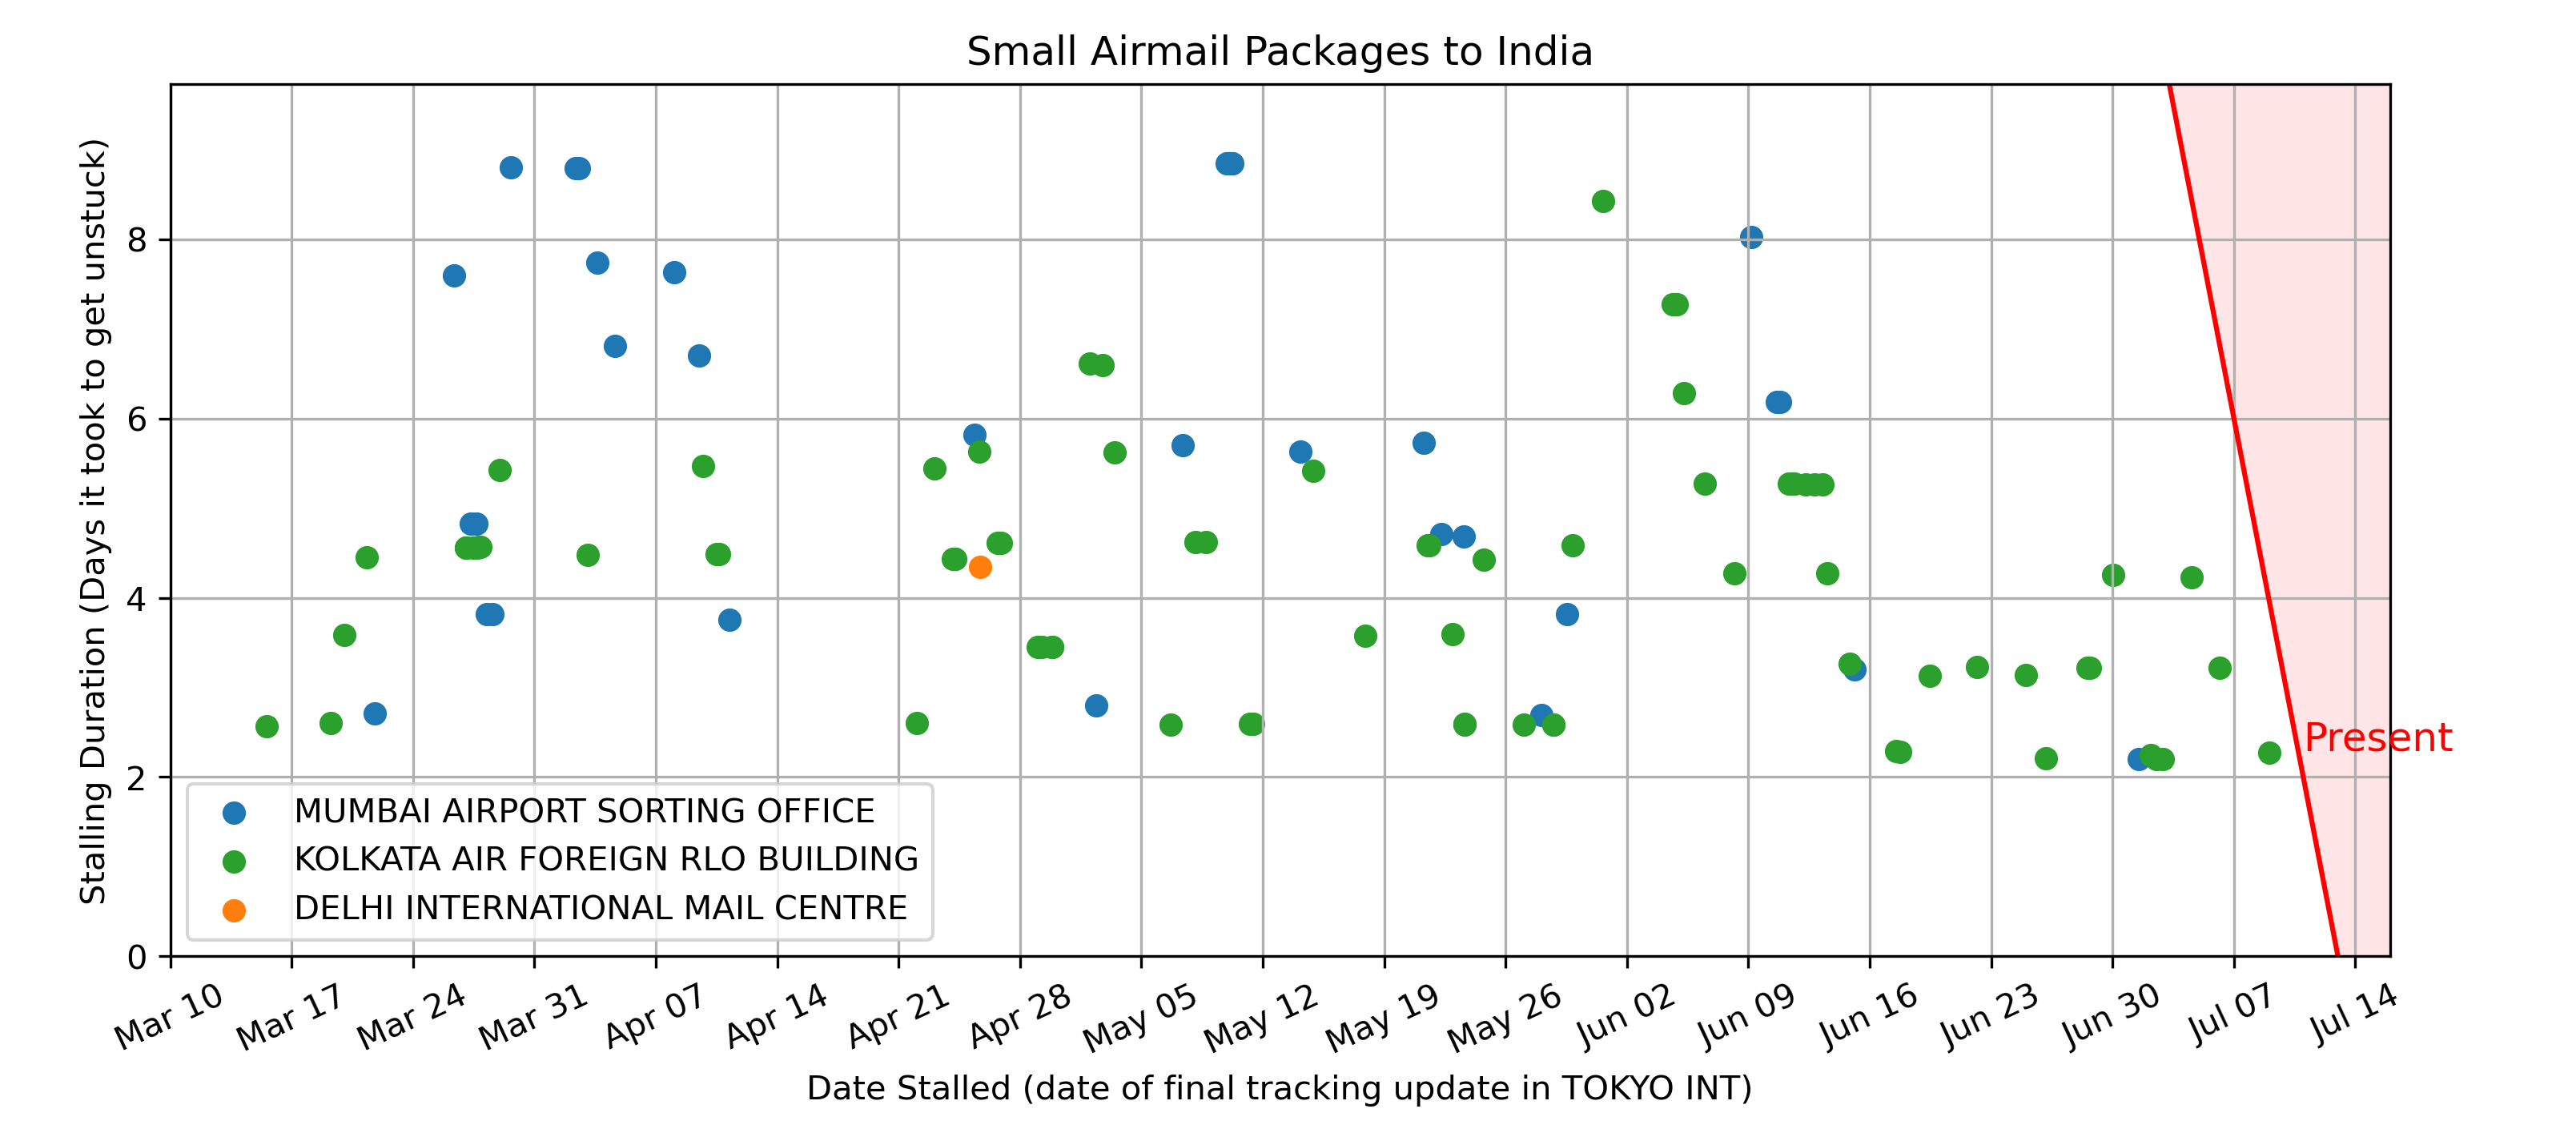 Small Airmail Packages to India
Stalling Duration (Days it took to get unstuck)
8
6
4
2
0
Present
MUMBAI AIRPORT SORTING OFFICE
KOLKATA AIR FOREIGN RLO BUILDING
DELHI INTERNATIONAL MAIL CENTRE
Mar 10 Mar 17 Mar 24 Mar 31 Apr 07 Apr 14 Apr 21 Apr 28 May 05 May 12 May 19 May 26 Jun 02 Jun 09 Jun 16 Jun 23 Jun 30 Jul 07 Jul 14
Date Stalled (date of final tracking update in TOKYO INT)